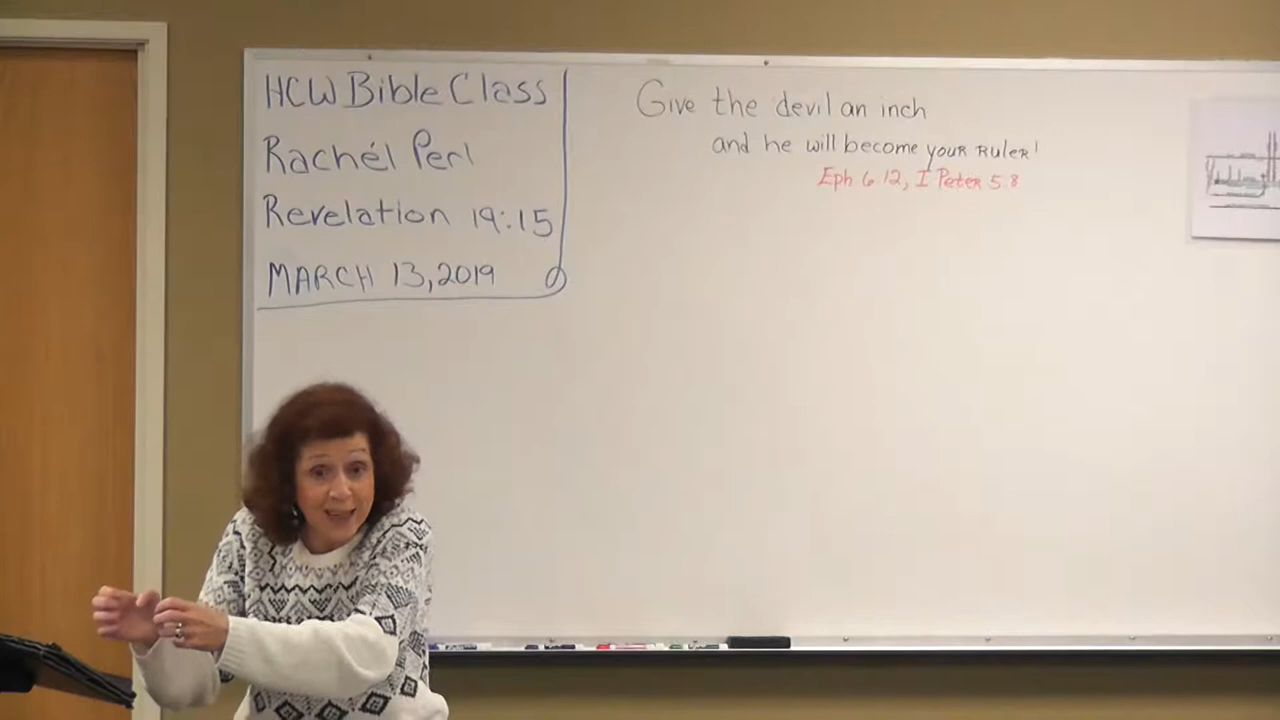 HCW Bible Class
Rachél Perl
Revelation 19:15
MARCH 13, 2019
Give the devil an inch
and he will become your RULER!
Eph 6:12, I Peter 5:8